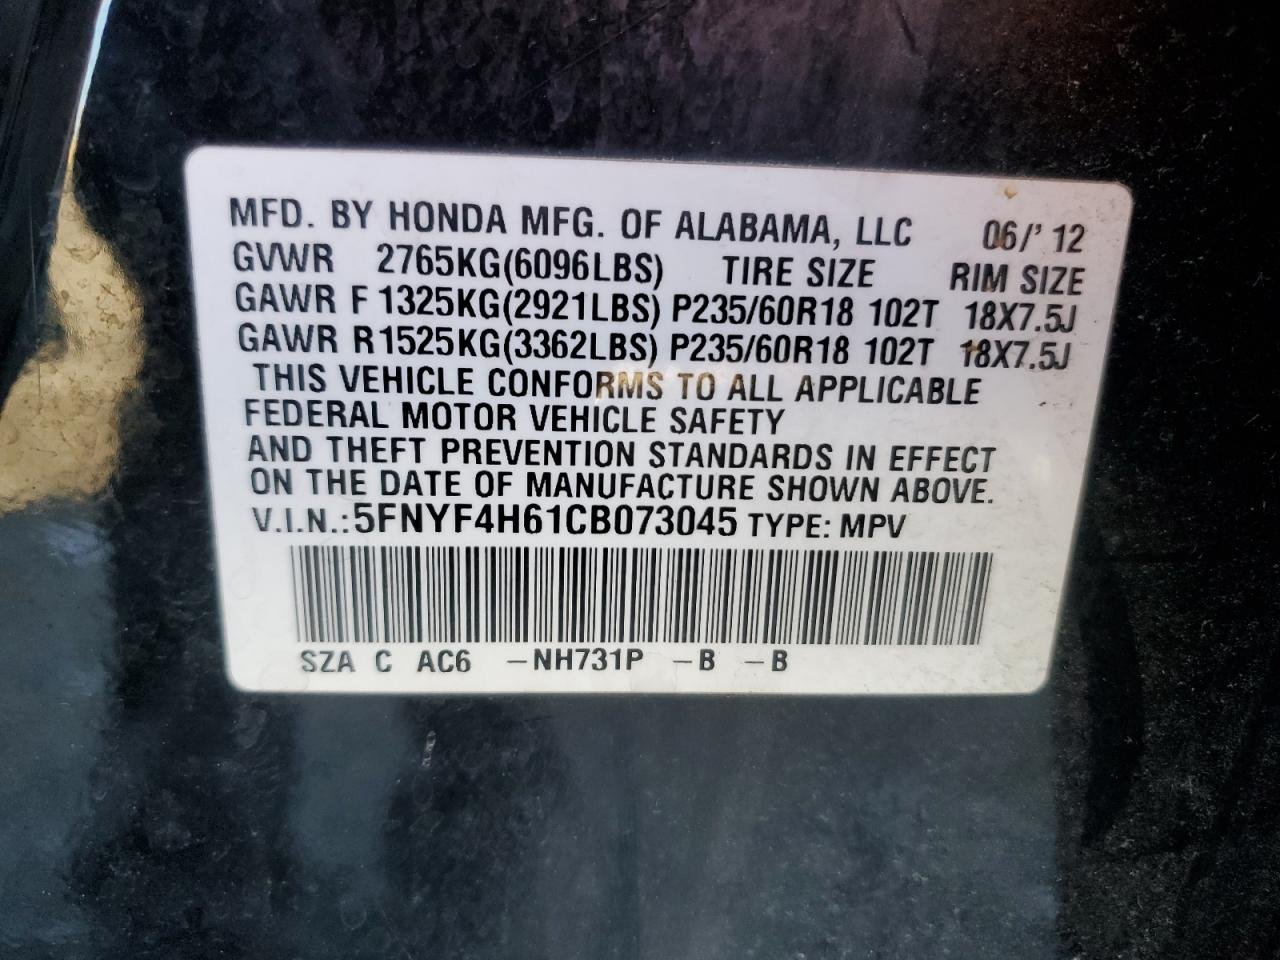 MFD. BY HONDA MFG. OF ALABAMA, LLC 06/' 12
GVWR 2765KG(6096LBS) TIRE SIZE RIM SIZE
GAWR F 1325KG(2921LBS) P235/60R18 102T 18X7.5J
GAWR R 1525KG(3362LBS) P235/60R18 102T 18X7.5J
THIS VEHICLE CONFORMS TO ALL APPLICABLE
FEDERAL MOTOR VEHICLE SAFETY
AND THEFT PREVENTION STANDARDS IN EFFECT
ON THE DATE OF MANUFACTURE SHOWN ABOVE.
V.I.N.: 5FNYF4H61CB073045 TYPE: MPV
SZA C AC6 –NH731P –B –B